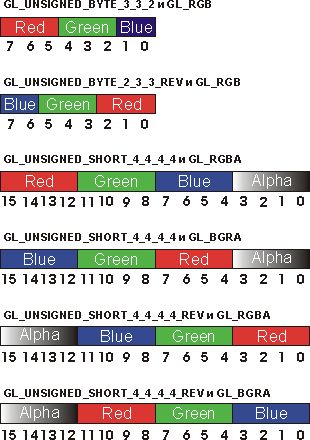 GL_UNSIGNED_BYTE_3_3_2 и GL_RGB
Red Green Blue
7 6 5 4 3 2 1 0
GL_UNSIGNED_BYTE_2_3_3_REV и GL_RGB
Blue Green Red
7 6 5 4 3 2 1 0
GL_UNSIGNED_SHORT_4_4_4_4 и GL_RGBA
Red Green Blue Alpha
15 14 13 12 11 10 9 8 7 6 5 4 3 2 1 0
GL_UNSIGNED_SHORT_4_4_4_4 и GL_BGRA
Blue Green Red Alpha
15 14 13 12 11 10 9 8 7 6 5 4 3 2 1 0
GL_UNSIGNED_SHORT_4_4_4_4_REV и GL_RGBA
Alpha Blue Green Red
15 14 13 12 11 10 9 8 7 6 5 4 3 2 1 0
GL_UNSIGNED_SHORT_4_4_4_4_REV и GL_BGRA
Alpha Red Green Blue
15 14 13 12 11 10 9 8 7 6 5 4 3 2 1 0